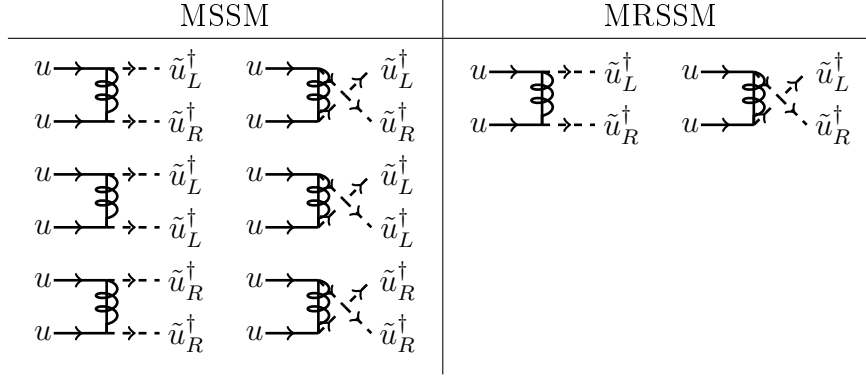 MSSM MRSSM
u ũ_L^† u ũ_L^† u ũ_L^† u ũ_L^†
u ũ_R^† u ũ_R^† u ũ_R^† u ũ_R^†
u ũ_L^† u ũ_L^†
u ũ_L^† u ũ_L^†
u ũ_R^† u ũ_R^†
u ũ_R^† u ũ_R^†